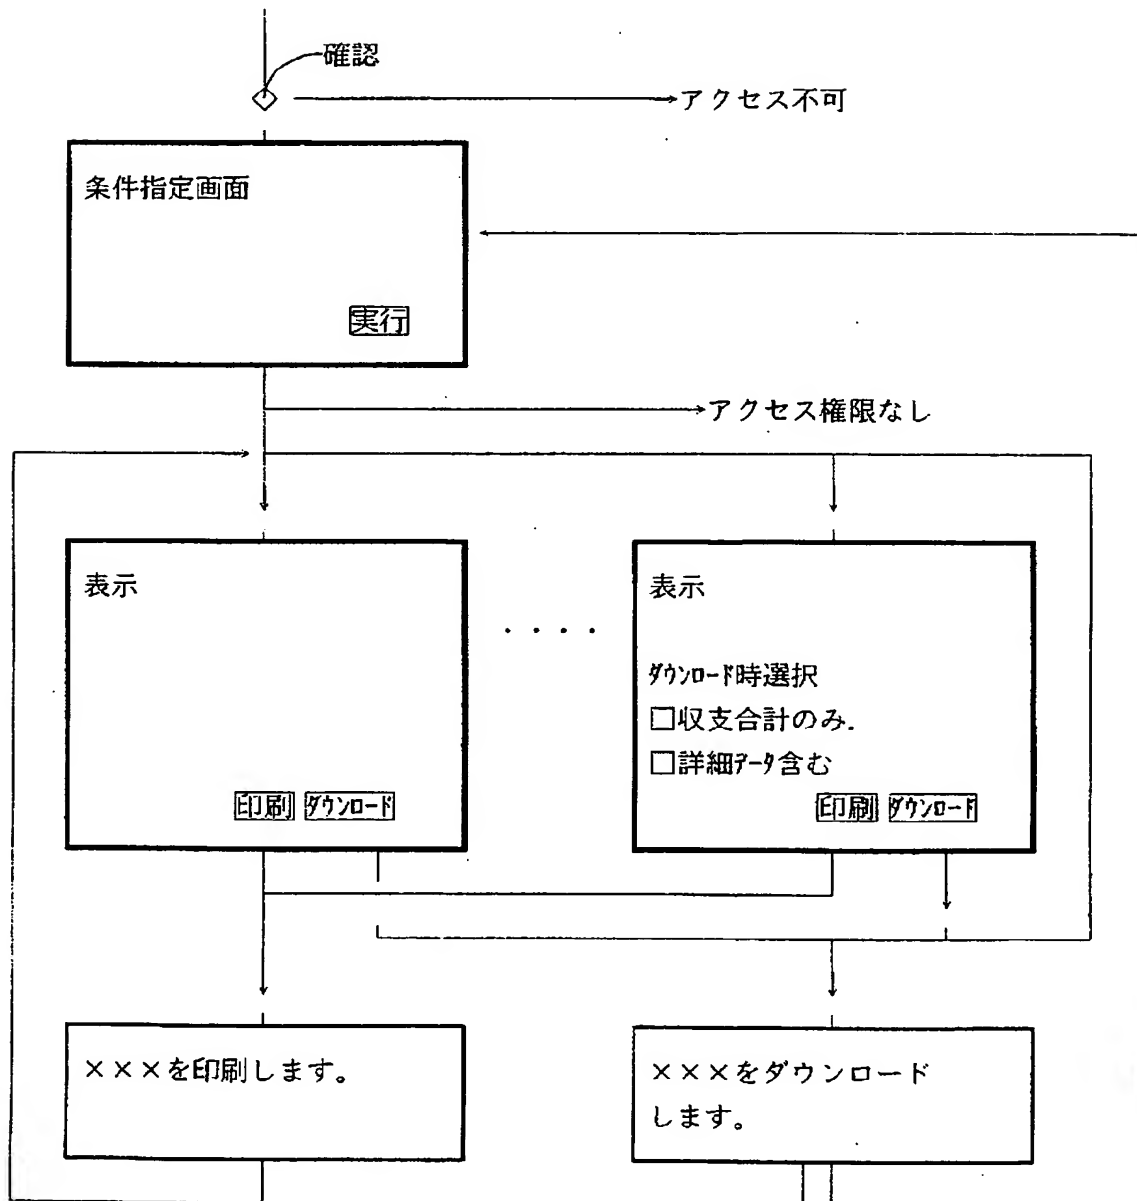 確認
アクセス不可
条件指定画面
実行
アクセス権限なし
表示
印刷 ダウンロード
・・・・
表示
ダウンロード時選択
□収支合計のみ.
□詳細データ含む
印刷 ダウンロード
×××を印刷します。
×××をダウンロード
します。